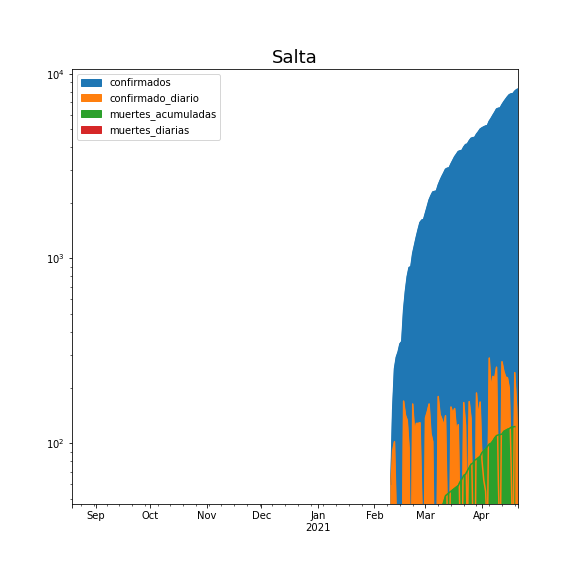 Salta
confirmados
confirmado_diario
muertes_acumuladas
muertes_diarias
10^4
10^3
10^2
Sep Oct Nov Dec Jan Feb Mar Apr
2021